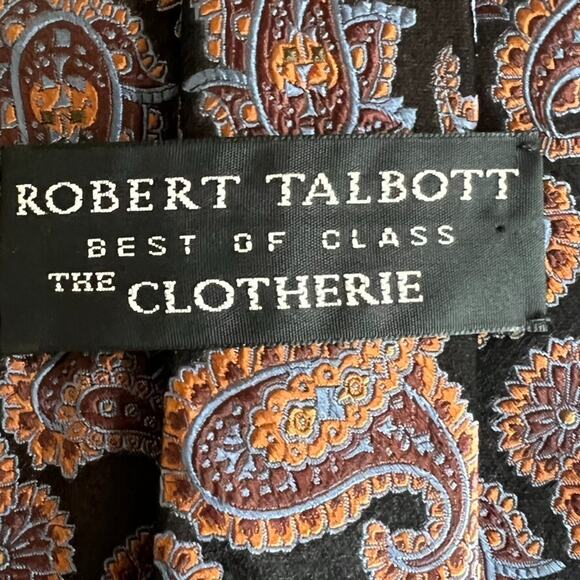 ROBERT TALBOTT
BEST OF CLASS
THE CLOTHERIE